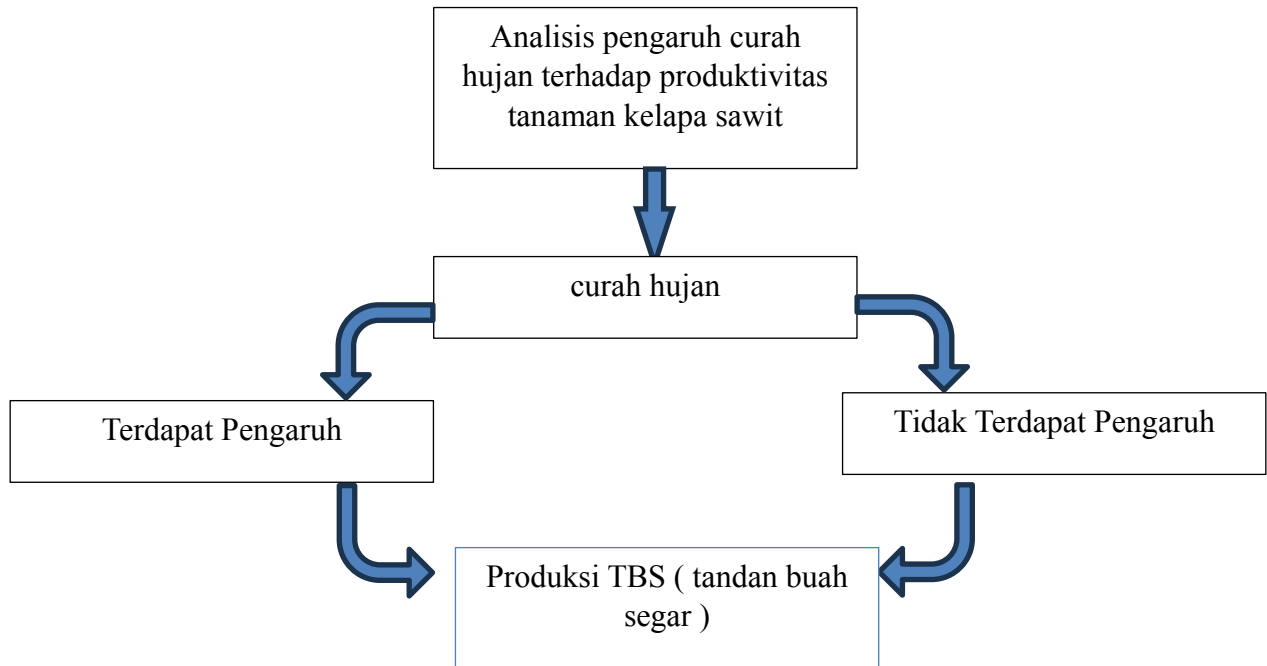 Analisis pengaruh curah
hujan terhadap produktivitas
tanaman kelapa sawit
curah hujan
Terdapat Pengaruh
Tidak Terdapat Pengaruh
Produksi TBS ( tandan buah
segar )